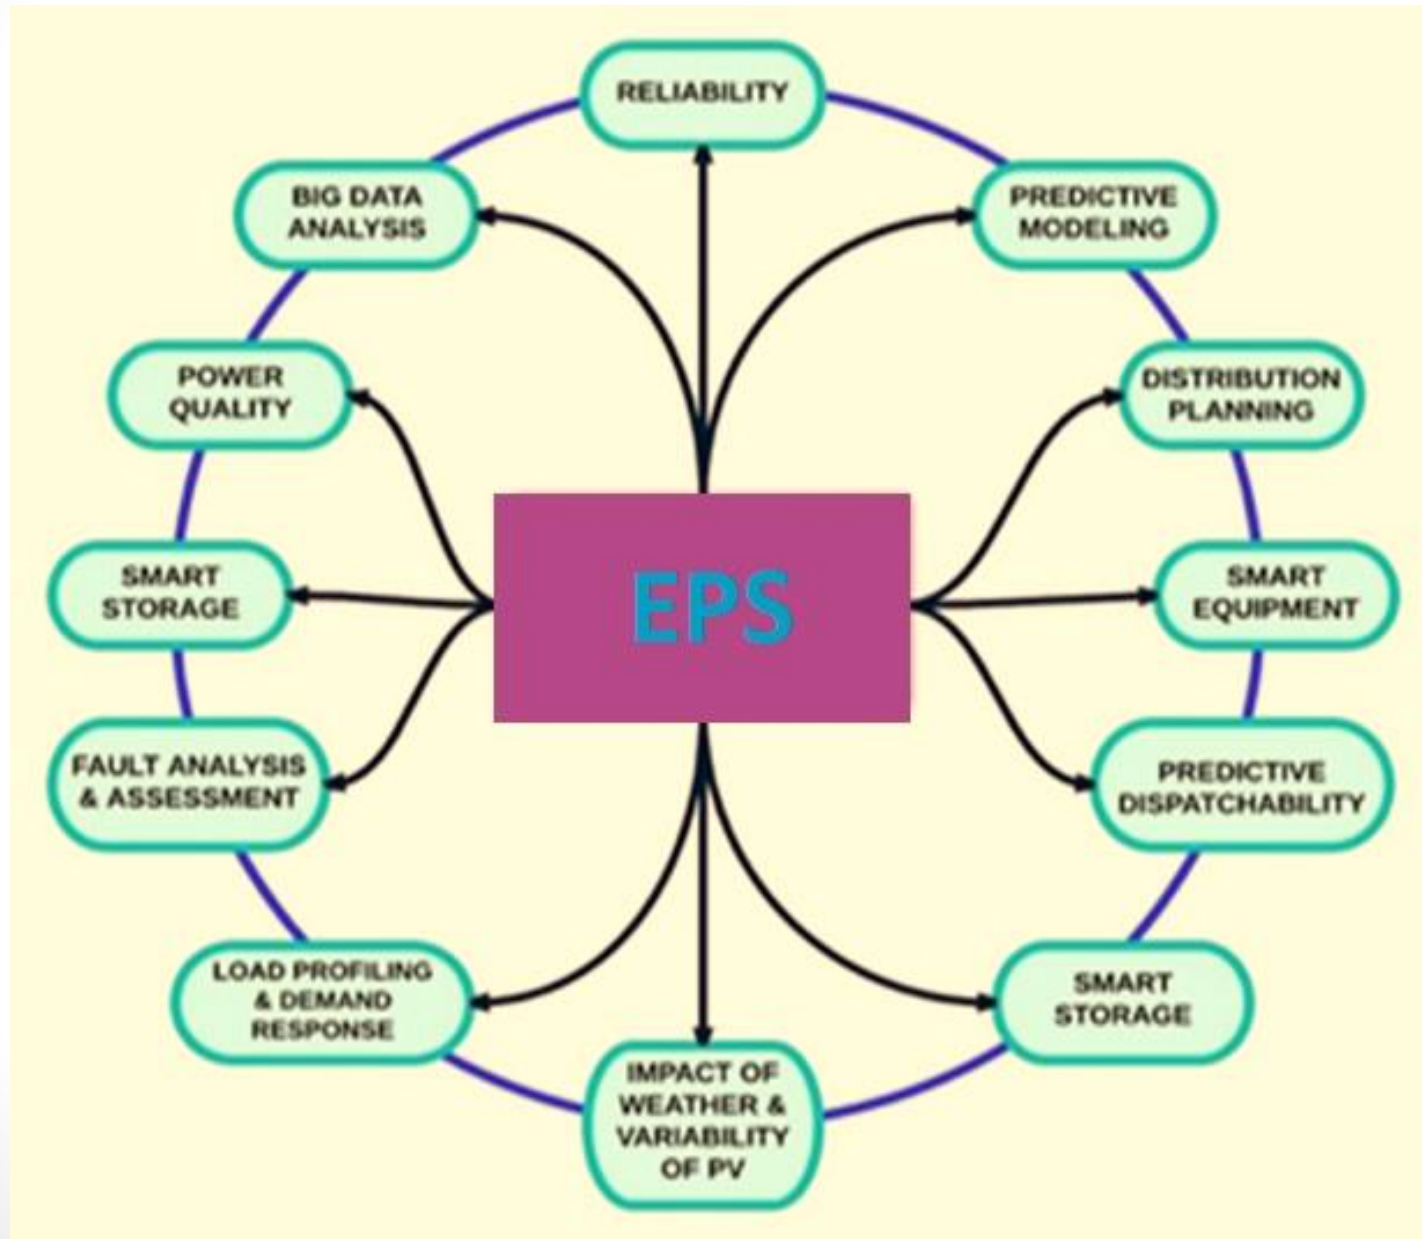 RELIABILITY
BIG DATA
ANALYSIS
PREDICTIVE
MODELING
POWER
QUALITY
DISTRIBUTION
PLANNING
SMART
STORAGE
EPS
SMART
EQUIPMENT
FAULT ANALYSIS
& ASSESSMENT
PREDICTIVE
DISPATCHABILITY
LOAD PROFILING
& DEMAND
RESPONSE
SMART
STORAGE
IMPACT OF
WEATHER &
VARIABILITY
OF PV